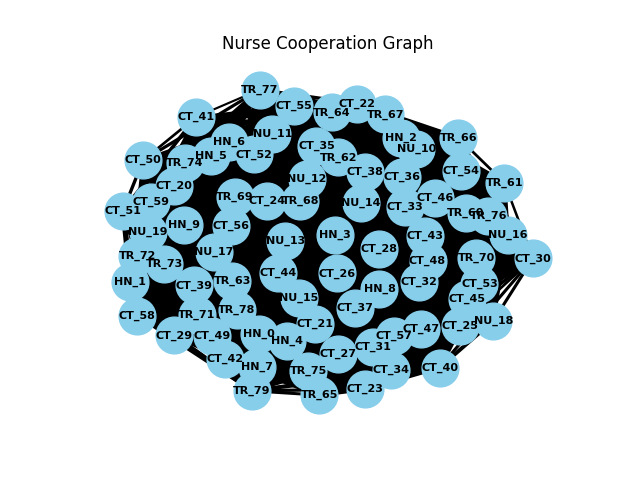 Nurse Cooperation Graph
TR_77
CT_55
CT_22
TR_64
TR_67
CT_41
NU_11
HN_2
TR_66
HN_6
CT_35
NU_10
CT_50
TR_74
HN_5
CT_52
TR_62
CT_38
CT_54
CT_36
NU_12
TR_61
CT_20
TR_69
CT_24
TR_68
NU_14
CT_46
CT_59
CT_33
CT_51
TR_76
HN_9
CT_56
NU_19
HN_3
CT_43
NU_16
NU_13
CT_28
NU_17
TR_72
TR_73
CT_48
TR_70
CT_30
CT_44
CT_26
HN_1
TR_63
CT_32
CT_53
CT_39
HN_8
NU_15
CT_45
CT_37
TR_78
CT_58
TR_71
CT_21
NU_18
CT_25
CT_29
CT_49
HN_0
CT_57
CT_47
HN_4
CT_31
CT_27
CT_42
HN_7
TR_75
CT_34
CT_40
TR_79
TR_65
CT_23